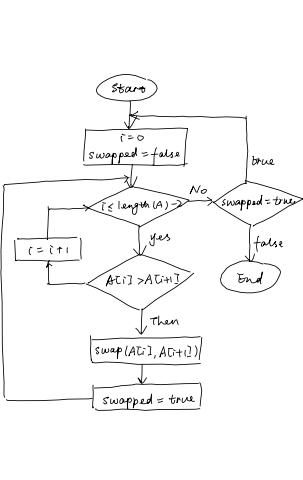 Start
i=0
swapped=false
true
i≤length(A)-2
No
swapped=true
yes
false
i=i+1
A[i]>A[i+1]
End
Then
swap(A[i],A[i+1])
swapped=true